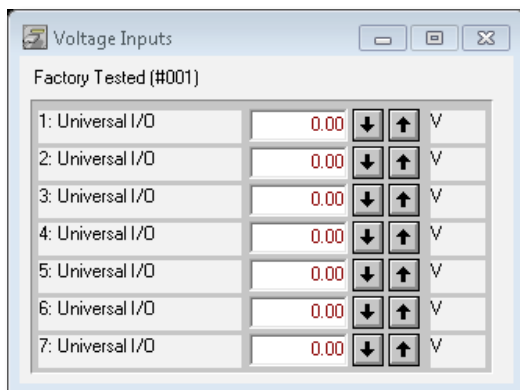 Voltage Inputs
Factory Tested (#001)
1: Universal I/O 0.00 V
2: Universal I/O 0.00 V
3: Universal I/O 0.00 V
4: Universal I/O 0.00 V
5: Universal I/O 0.00 V
6: Universal I/O 0.00 V
7: Universal I/O 0.00 V